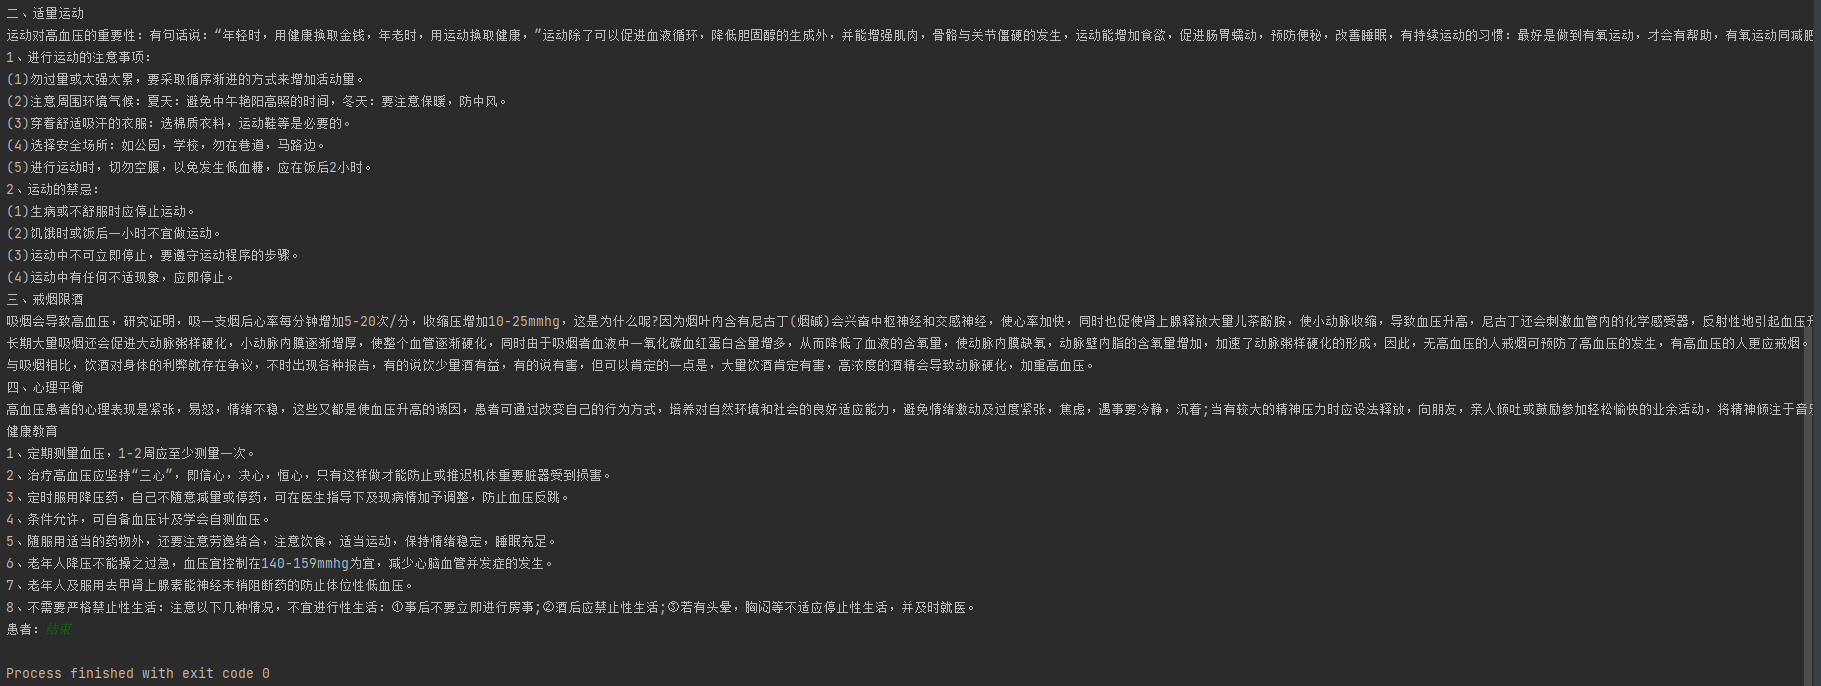 二、适量运动
运动对高血压的重要性：有句话说：“年轻时，用健康换取金钱，年老时，用运动换取健康，”运动除了可以促进血液循环，降低胆固醇的生成外，并能增强肌肉，骨骼与关节僵硬的发生，运动能增加食欲，促进肠胃蠕动，预防便秘，改善睡眠，有持续运动的习惯：最好是做到有氧运动，才会有帮助，有氧运动同减肥
1、进行运动的注意事项：
(1)勿过量或太强太累，要采取循序渐进的方式来增加活动量。
(2)注意周围环境气候：夏天：避免中午艳阳高照的时间，冬天：要注意保暖，防中风。
(3)穿着舒适吸汗的衣服：选棉质衣料，运动鞋等是必要的。
(4)选择安全场所：如公园，学校，勿在巷道，马路边。
(5)进行运动时，切勿空腹，以免发生低血糖，应在饭后2小时。
2、运动的禁忌：
(1)生病或不舒服时应停止运动。
(2)饥饿时或饭后一小时不宜做运动。
(3)运动中不可立即停止，要遵守运动程序的步骤。
(4)运动中有任何不适现象，应即停止。
三、戒烟限酒
吸烟会导致高血压，研究证明，吸一支烟后心率每分钟增加5-20次/分，收缩压增加10-25mmhg，这是为什么呢?因为烟叶内含有尼古丁(烟碱)会兴奋中枢神经和交感神经，使心率加快，同时也促使肾上腺释放大量儿茶酚胺，使小动脉收缩，导致血压升高，尼古丁还会刺激血管内的化学感受器，反射性地引起血压升
长期大量吸烟还会促进大动脉粥样硬化，小动脉内膜逐渐增厚，使整个血管逐渐硬化，同时由于吸烟者血液中一氧化碳血红蛋白含量增多，从而降低了血液的含氧量，使动脉内膜缺氧，动脉壁内脂的含氧量增加，加速了动脉粥样硬化的形成，因此，无高血压的人戒烟可预防了高血压的发生，有高血压的人更应戒烟。
与吸烟相比，饮酒对身体的利弊就存在争议，不时出现各种报告，有的说饮少量酒有益，有的说有害，但可以肯定的一点是，大量饮酒肯定有害，高浓度的酒精会导致动脉硬化，加重高血压。
四、心理平衡
高血压患者的心理表现是紧张，易怒，情绪不稳，这些又都是使血压升高的诱因，患者可通过改变自己的行为方式，培养对自然环境和社会的良好适应能力，避免情绪激动及过度紧张，焦虑，遇事要冷静，沉着;当有较大的精神压力时应设法释放，向朋友，亲人倾吐或鼓励参加轻松愉快的业余活动，将精神倾注于音乐
健康教育
1、定期测量血压，1-2周应至少测量一次。
2、治疗高血压应坚持“三心”，即信心，决心，恒心，只有这样做才能防止或推迟机体重要脏器受到损害。
3、定时服用降压药，自己不随意减量或停药，可在医生指导下及现病情加予调整，防止血压反跳。
4、条件允许，可自备血压计及学会自测血压。
5、随服用适当的药物外，还要注意劳逸结合，注意饮食，适当运动，保持情绪稳定，睡眠充足。
6、老年人降压不能操之过急，血压宜控制在140-159mmhg为宜，减少心脑血管并发症的发生。
7、老年人及服用去甲肾上腺素能神经末梢阻断药的防止体位性低血压。
8、不需要严格禁止性生活：注意以下几种情况，不宜进行性生活：①事后不要立即进行房事;②酒后应禁止性生活;③若有头晕，胸闷等不适应停止性生活，并及时就医。
患者：结束
Process finished with exit code 0